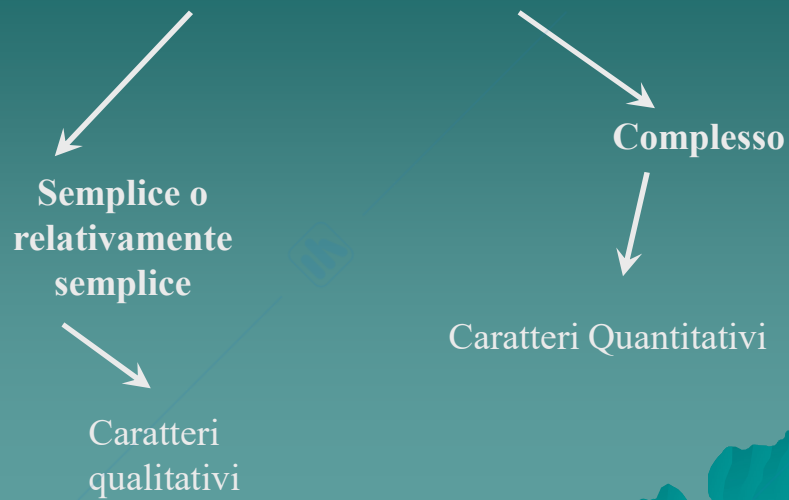 Complesso
Semplice o
relativamente
semplice
Caratteri Quantitativi
Caratteri
qualitativi